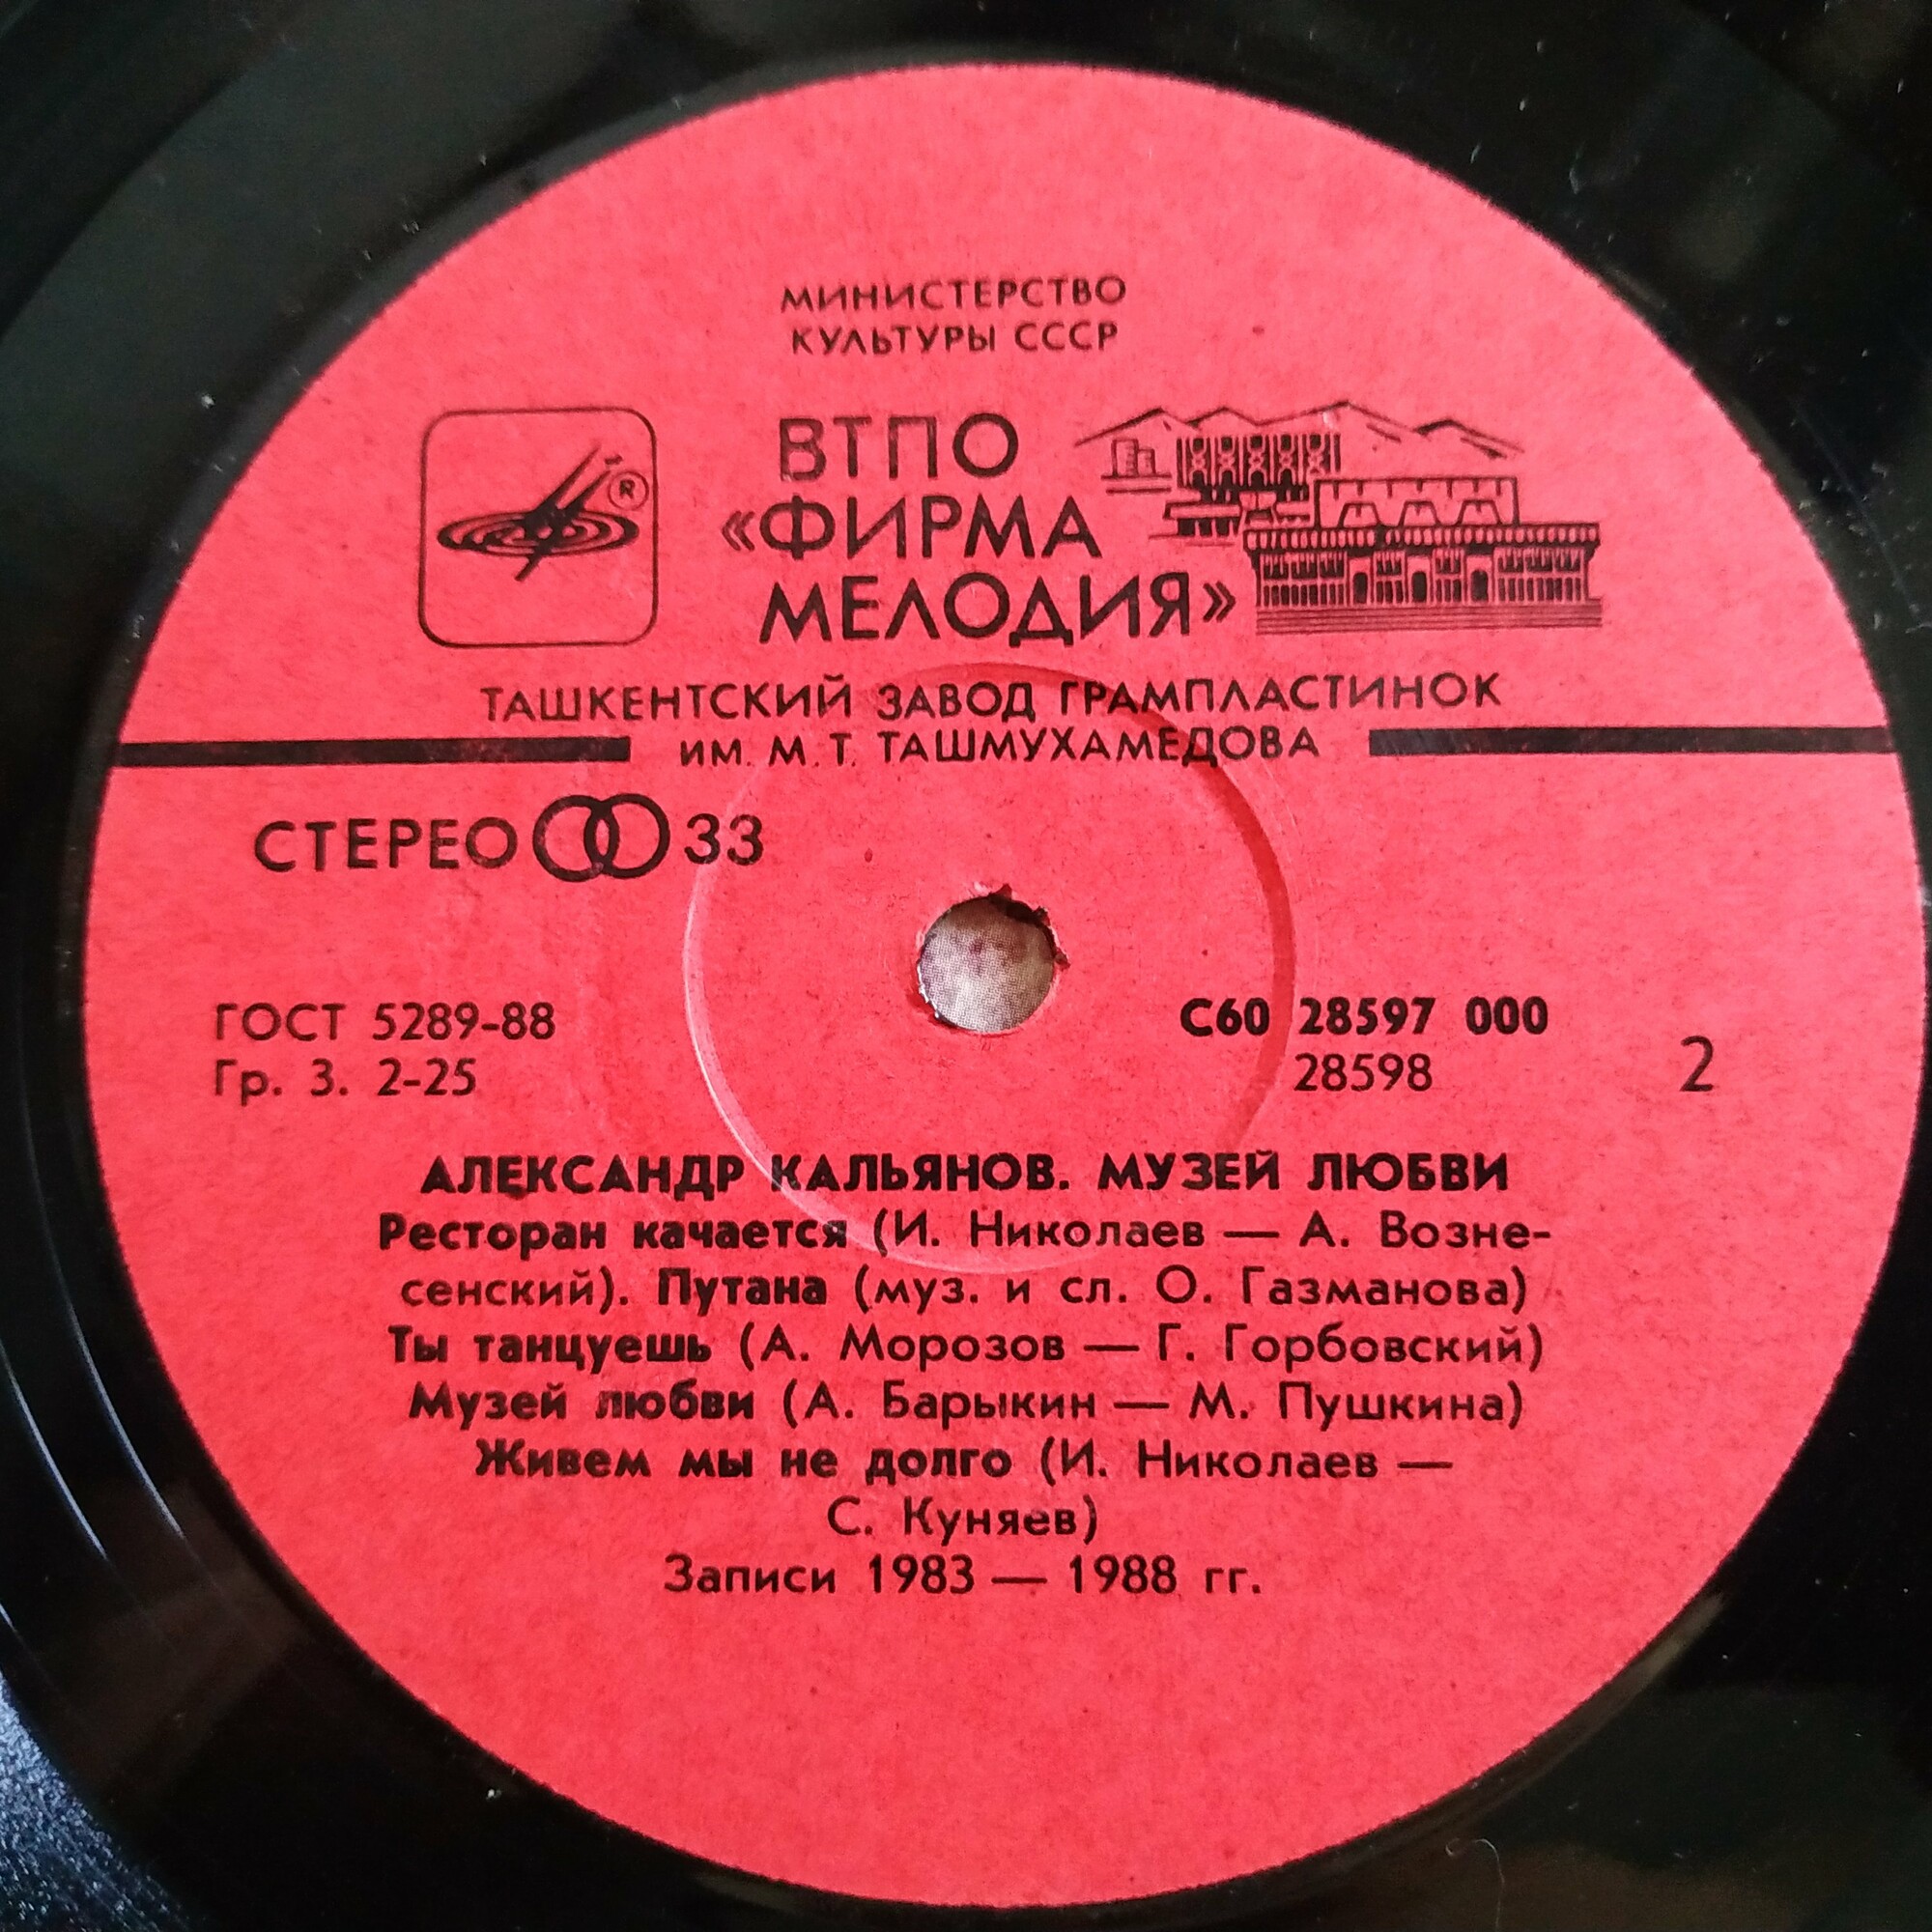 МИНИСТЕРСТВО
КУЛЬТУРЫ СССР
ВТПО
«ФИРМА
МЕЛОДИЯ»
®
ТАШКЕНТСКИЙ ЗАВОД ГРАМПЛАСТИНОК
ИМ. М. Т. ТАШМУХАМЕДОВА
СТЕРЕО 33
ГОСТ 5289-88
Гр. 3. 2-25
С60 28597 000
28598
2
АЛЕКСАНДР КАЛЬЯНОВ. МУЗЕЙ ЛЮБВИ
Ресторан качается (И. Николаев — А. Возне-
сенский). Путана (муз. и сл. О. Газманова)
Ты танцуешь (А. Морозов — Г. Горбовский)
Музей любви (А. Барыкин — М. Пушкина)
Живем мы не долго (И. Николаев —
С. Куняев)
Записи 1983 — 1988 гг.